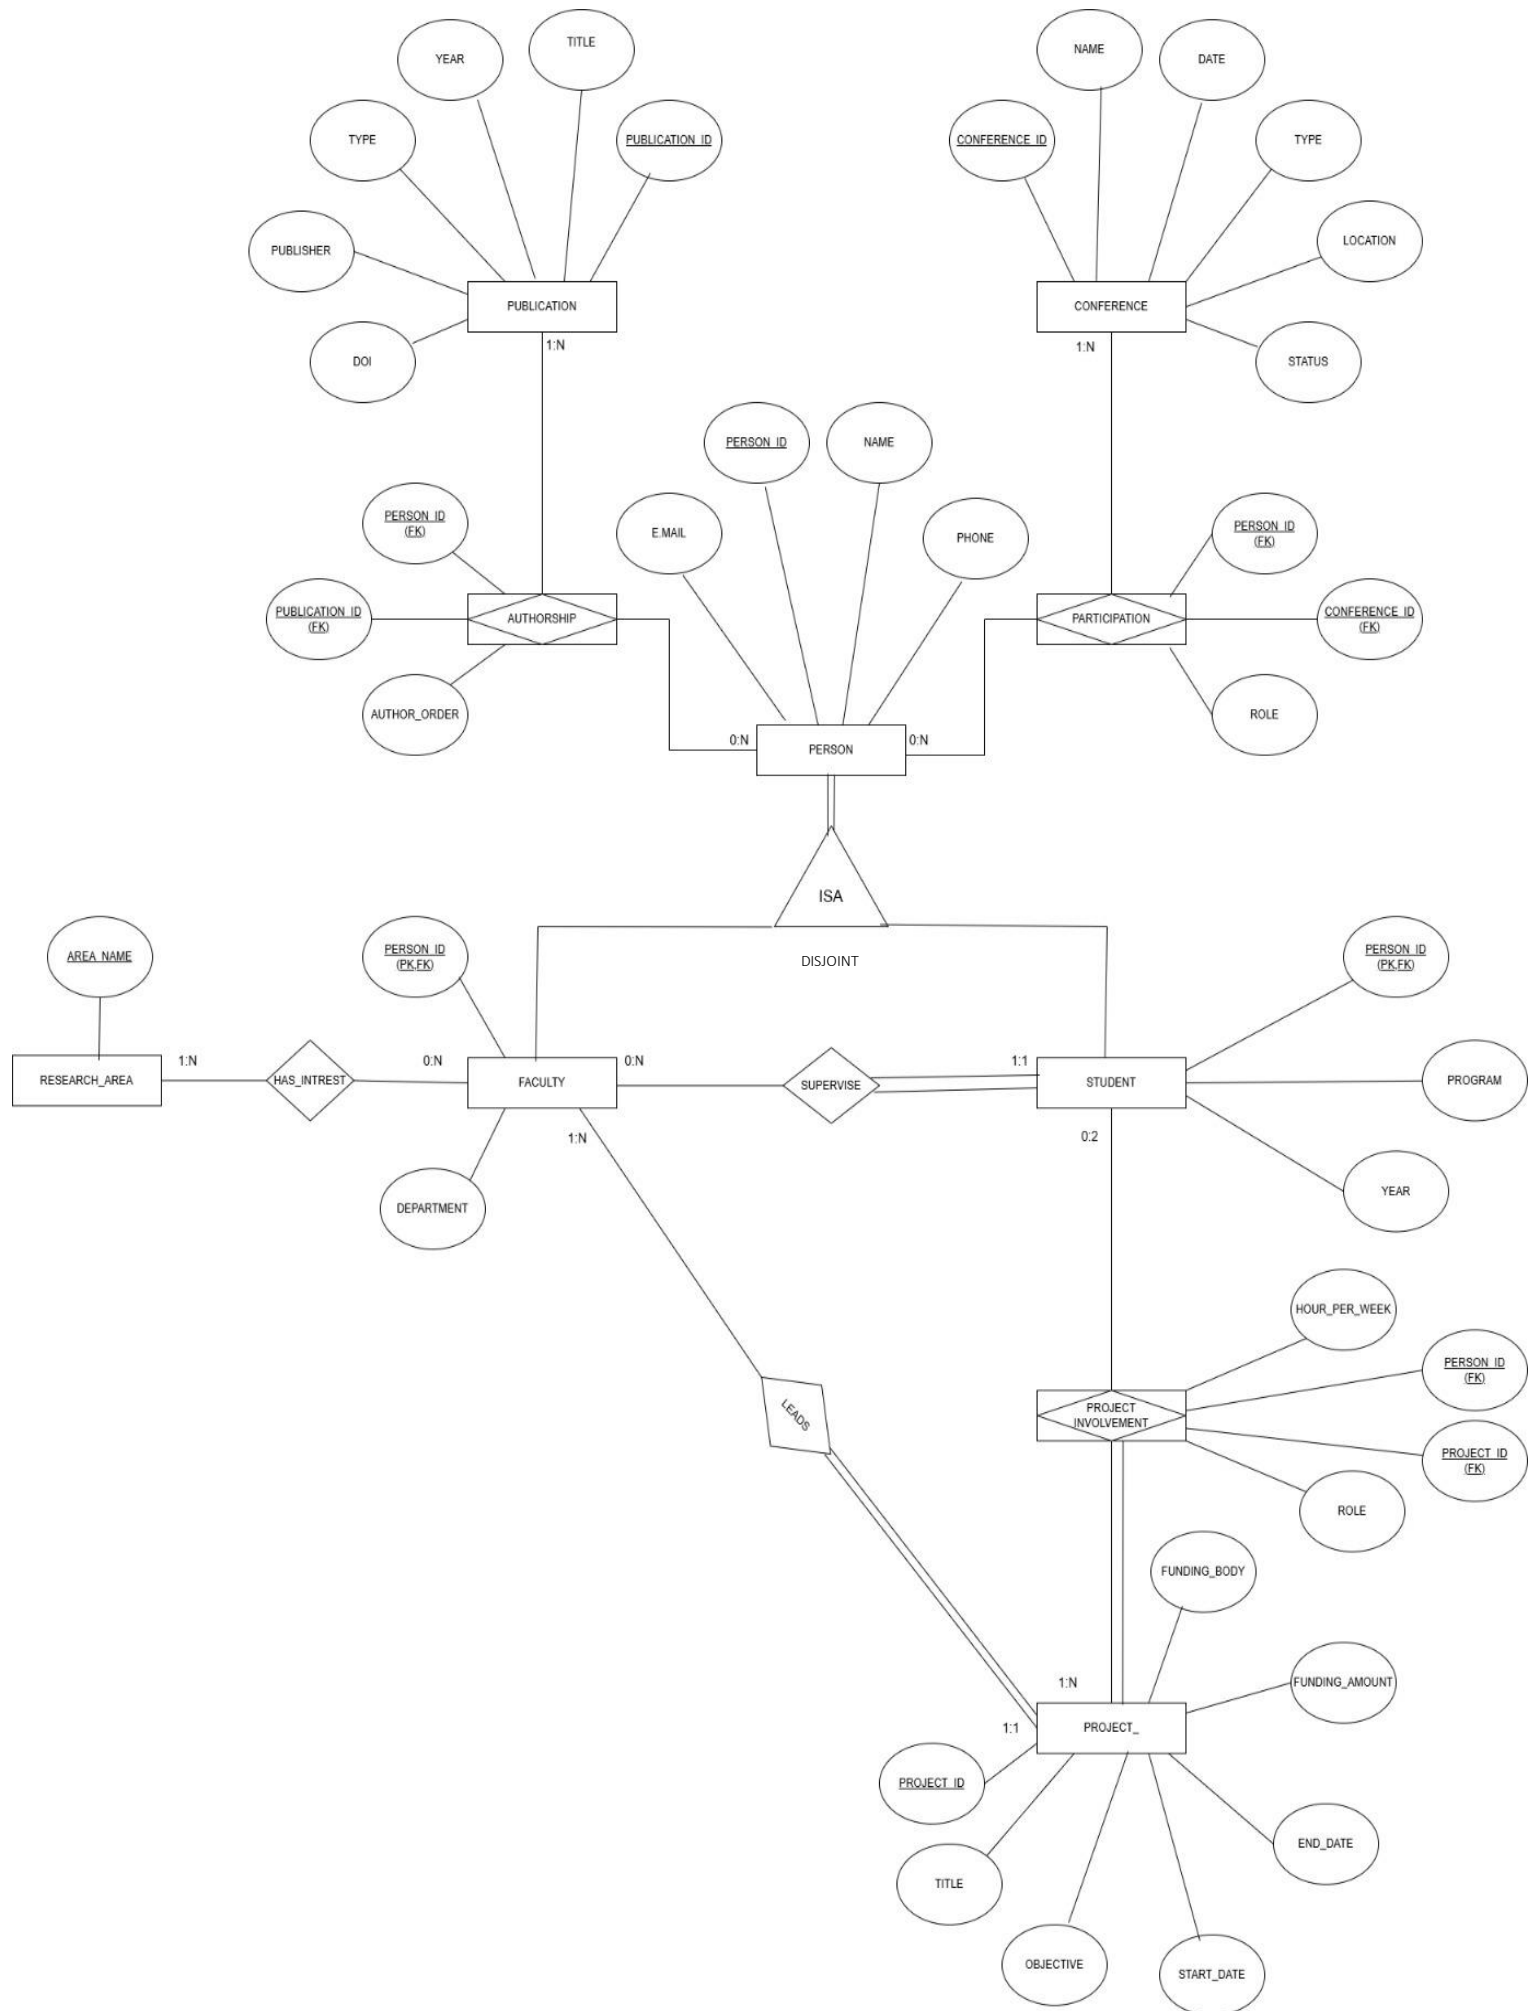 TITLE
NAME
YEAR
DATE
TYPE
PUBLICATION_ID
CONFERENCE_ID
TYPE
PUBLISHER
LOCATION
PUBLICATION
CONFERENCE
1:N
1:N
DOI
STATUS
PERSON_ID
NAME
PERSON_ID
(FK)
E.MAIL
PHONE
PERSON_ID
(FK)
PUBLICATION_ID
(FK)
AUTHORSHIP
PARTICIPATION
CONFERENCE_ID
(FK)
AUTHOR_ORDER
ROLE
0:N
PERSON
0:N
ISA
AREA_NAME
PERSON_ID
(PK,FK)
DISJOINT
PERSON_ID
(PK,FK)
1:N
0:N
0:N
1:1
RESEARCH_AREA
HAS_INTREST
FACULTY
SUPERVISE
STUDENT
PROGRAM
1:N
0:2
DEPARTMENT
YEAR
HOUR_PER_WEEK
PERSON_ID
(FK)
LEADS
PROJECT
INVOLVEMENT
PROJECT_ID
(FK)
ROLE
FUNDING_BODY
1:N
FUNDING_AMOUNT
1:1
PROJECT_
PROJECT_ID
END_DATE
TITLE
OBJECTIVE
START_DATE